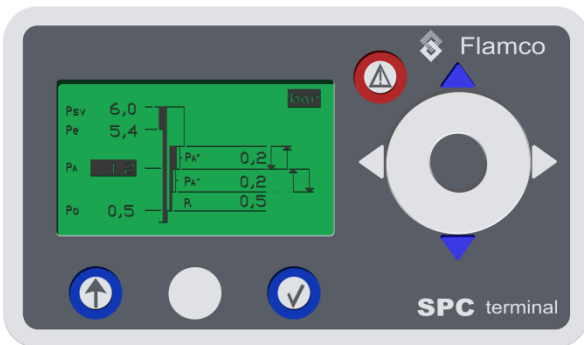 Flamco
bar
Psv 6,0
Pe 5,4
PA+ 0,2
PA
PA- 0,2
Po 0,5
P. 0,5
SPC terminal